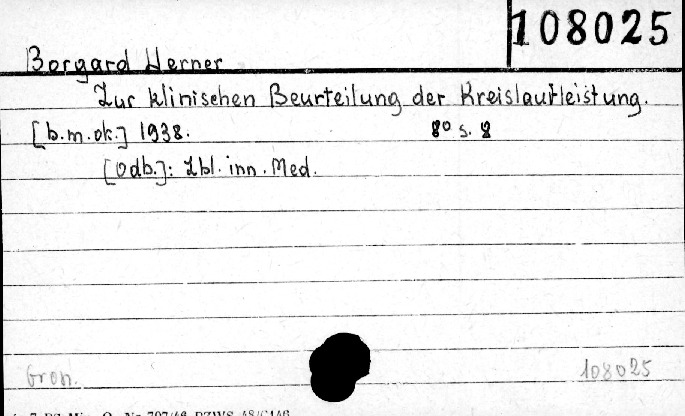 108025
Borgard Werner
Zur klinischen Beurteilung der Kreislaufleistung.
[b.m.ok.] 1938. 8° s. 8
[Odb.]: Zbl. inn. Med.
Gron. 108025